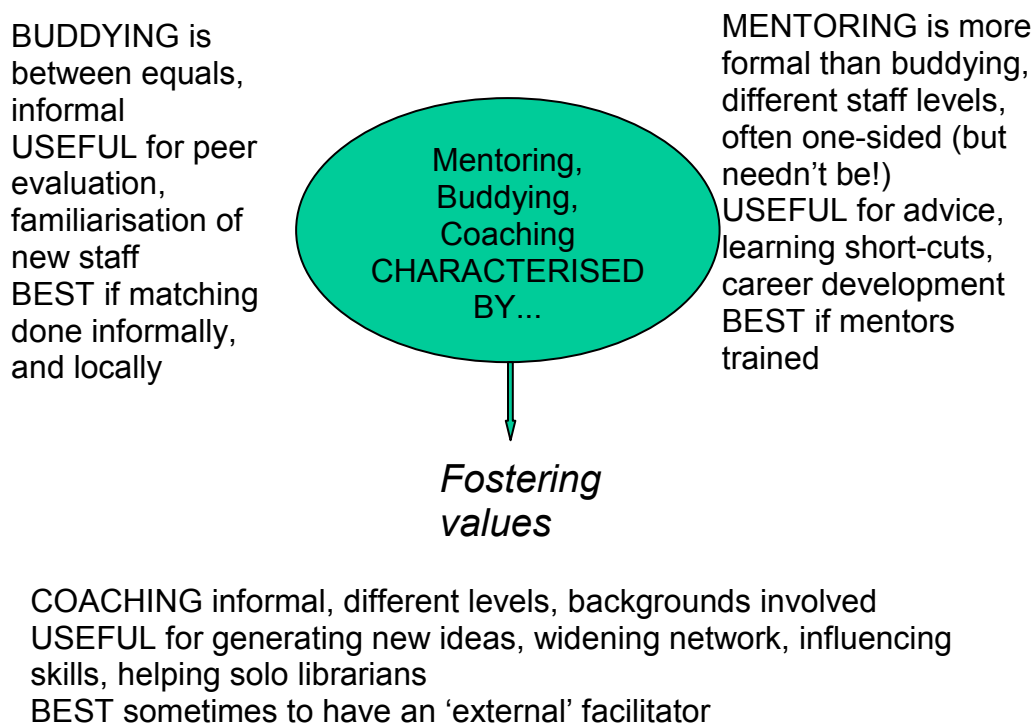 BUDDYING is
between equals,
informal
USEFUL for peer
evaluation,
familiarisation of
new staff
BEST if matching
done informally,
and locally
Mentoring,
Buddying,
Coaching
CHARACTERISED
BY...
MENTORING is more
formal than buddying,
different staff levels,
often one-sided (but
needn't be!)
USEFUL for advice,
learning short-cuts,
career development
BEST if mentors
trained
Fostering
values
COACHING informal, different levels, backgrounds involved
USEFUL for generating new ideas, widening network, influencing
skills, helping solo librarians
BEST sometimes to have an ‘external’ facilitator